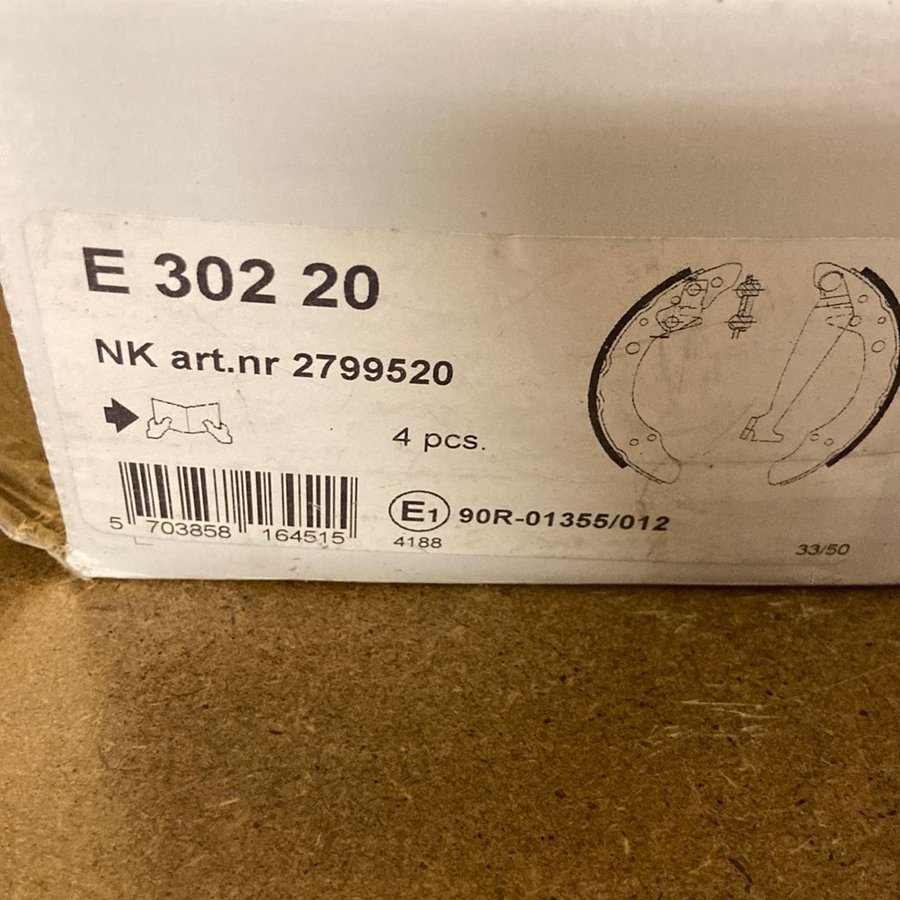 E 302 20
NK art.nr 2799520
4 pcs.
5 703858 164515
E1 90R-01355/012
4188
33/50